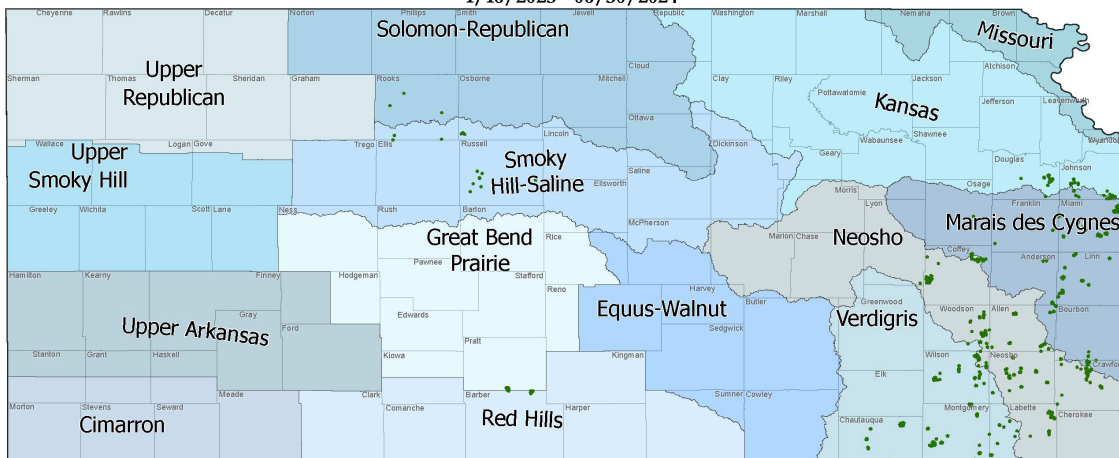 Cheyenne Rawlins Decatur Norton Phillips Smith Jewell Republic Washington Marshall Nemaha Brown
Solomon-Republican
Missouri
Upper
Republican
Cloud
Sherman Thomas Sheridan Graham Rooks Osborne Mitchell Clay Riley Jackson Atchison
Pottawatomie
Kansas
Jefferson Leavenworth
Ottawa
Wallace Logan Gove Trego Ellis Russell Lincoln Dickinson Geary Wabaunsee Shawnee
Upper
Smoky Hill
Smoky
Hill-Saline
Saline
Ellsworth
Douglas Johnson
Morris
Osage
Greeley Wichita Scott Lane Ness Rush Barton McPherson Lyon Franklin Miami
Great Bend
Prairie
Rice
Marion Chase
Neosho
Marais des Cygnes
Pawnee
Coffey
Anderson Linn
Hamilton Kearny Finney Hodgeman Stafford Reno Harvey Butler
Gray
Upper Arkansas
Ford
Edwards
Equus-Walnut
Sedgwick
Greenwood
Verdigris
Woodson Allen Bourbon
Stanton Grant Haskell Kiowa Pratt Kingman Wilson Neosho
Elk
Meade Clark Barber Sumner Cowley
Morton Stevens Seward Comanche Harper
Cimarron
Red Hills
Chautauqua Montgomery Labette Cherokee